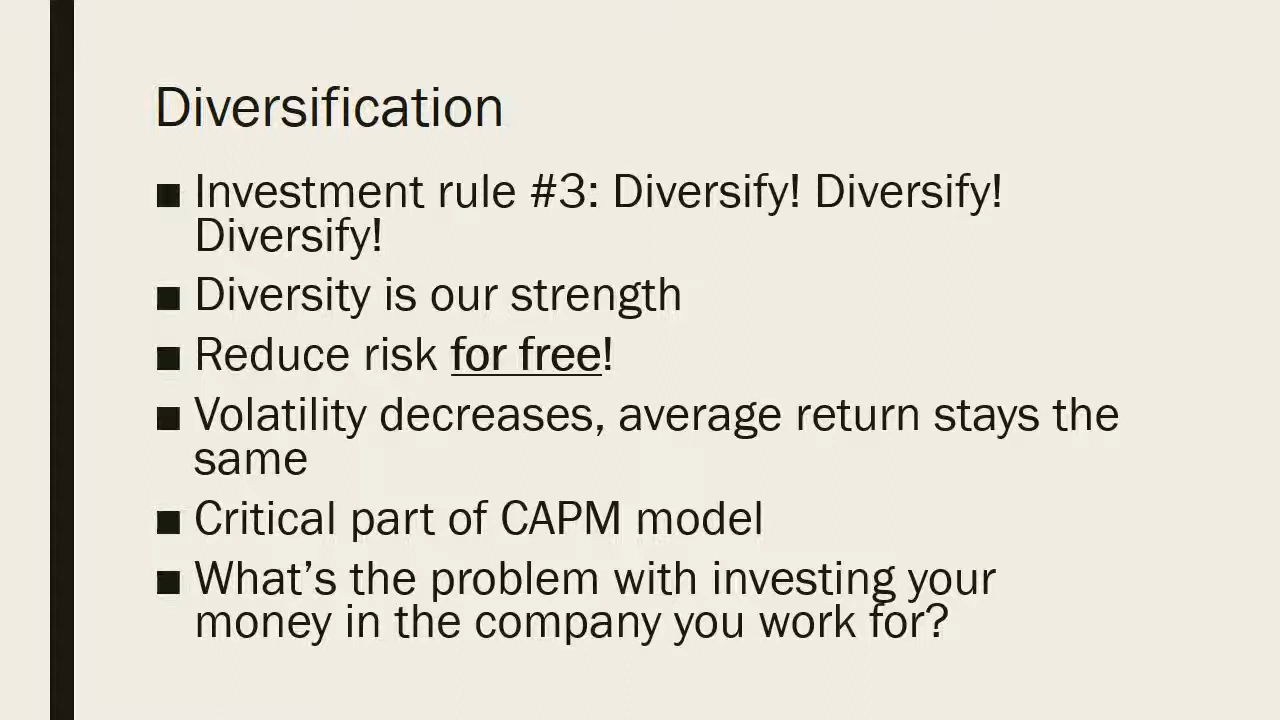 Diversification
■ Investment rule #3: Diversify! Diversify!
Diversify!
■ Diversity is our strength
■ Reduce risk for free!
■ Volatility decreases, average return stays the
same
■ Critical part of CAPM model
■ What’s the problem with investing your
money in the company you work for?